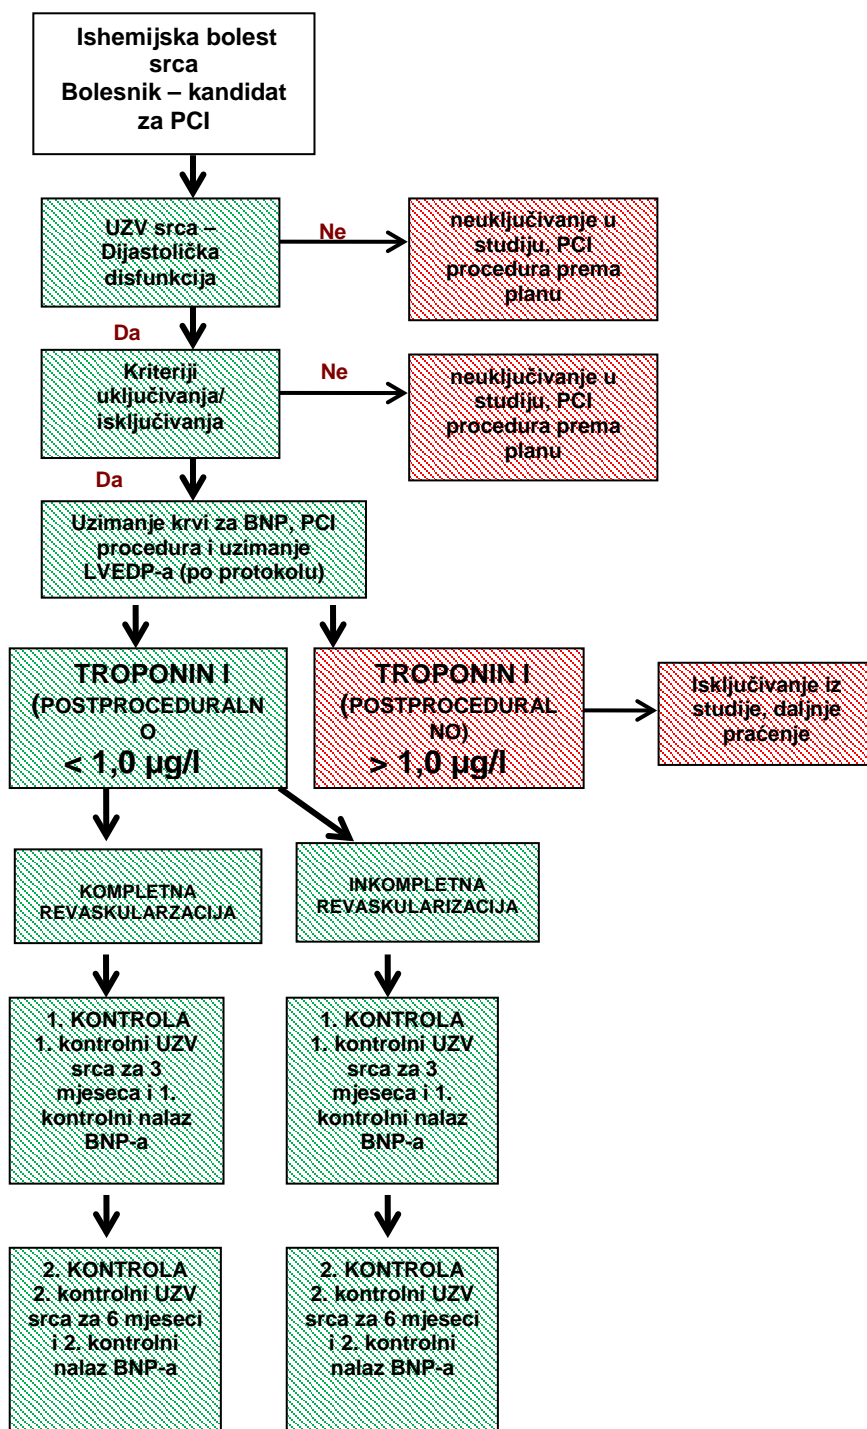 Ishemijska bolest
srca
Bolesnik – kandidat
za PCI
UZV srca –
Dijastolička
disfunkcija
Ne
neuključivanje u
studiju, PCI
procedura prema
planu
Da
Kriteriji
uključivanja/
isključivanja
Ne
neuključivanje u
studiju, PCI
procedura prema
planu
Da
Uzimanje krvi za BNP, PCI
procedura i uzimanje
LVEDP-a (po protokolu)
TROPONIN I
(POSTPROCEDURALN
O
< 1,0 µg/l
TROPONIN I
(POSTPROCEDURAL
NO)
> 1,0 µg/l
Isključivanje iz
studije, daljnje
praćenje
KOMPLETNA
REVASKULARZACIJA
INKOMPLETNA
REVASKULARIZACIJA
1. KONTROLA
1. kontrolni UZV
srca za 3
mjeseca i 1.
kontrolni nalaz
BNP-a
1. KONTROLA
1. kontrolni UZV
srca za 3
mjeseca i 1.
kontrolni nalaz
BNP-a
2. KONTROLA
2. kontrolni UZV
srca za 6 mjeseci
i 2. kontrolni
nalaz BNP-a
2. KONTROLA
2. kontrolni UZV
srca za 6 mjeseci
i 2. kontrolni
nalaz BNP-a